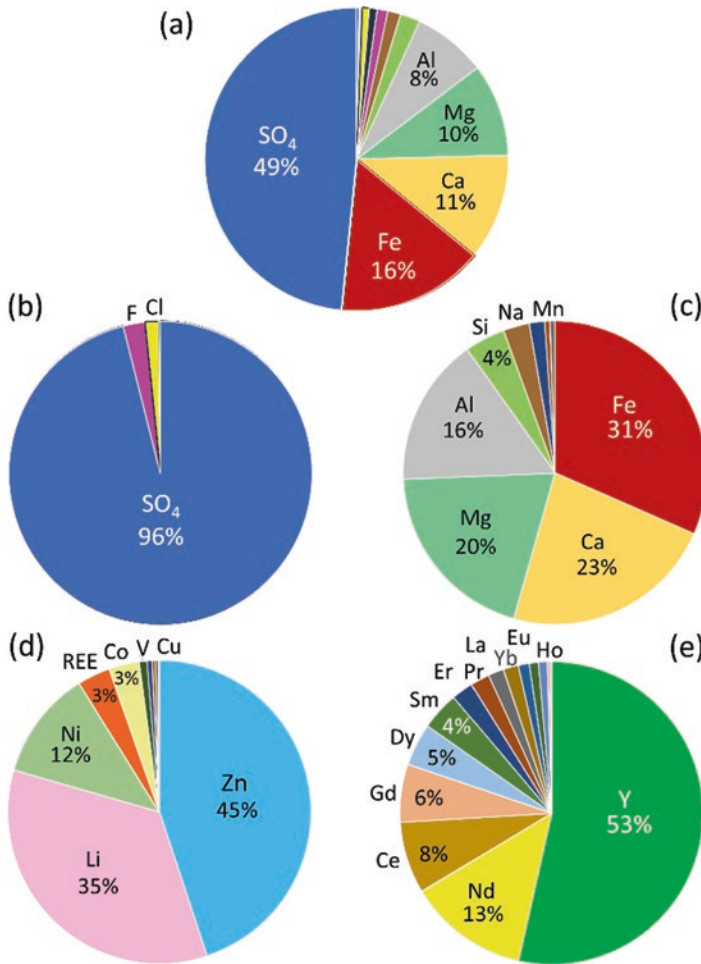 (a)
Al
8%
Mg
10%
SO₄
49%
Ca
11%
Fe
16%
(b)
F
Cl
SO₄
96%
(c)
Si
Na
Mn
4%
Fe
31%
Al
16%
Mg
20%
Ca
23%
(d)
REE
Co
V
Cu
3%
3%
Ni
12%
Zn
45%
Li
35%
(e)
La
Eu
Er
Pr
Yb
Ho
Sm
4%
Dy
5%
Gd
6%
Y
53%
Ce
8%
Nd
13%